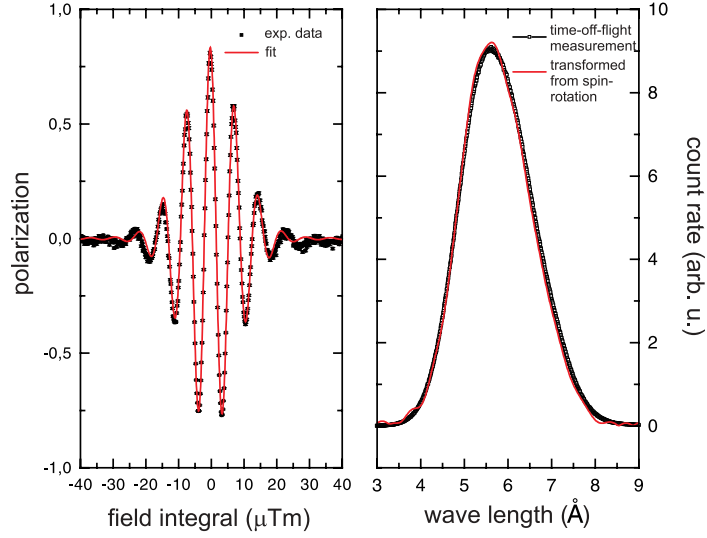 1,0
0,5
0,0
-0,5
-1,0
polarization
exp. data
fit
-40 -30 -20 -10 0 10 20 30 40
field integral (μTm)
time-off-flight
measurement
transformed
from spin-
rotation
10
8
6
4
2
0
count rate (arb. u.)
3 4 5 6 7 8 9
wave length (Å)